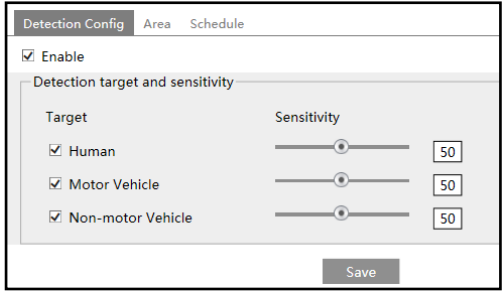 Detection Config Area Schedule
Enable
Detection target and sensitivity
Target Sensitivity
Human 50
Motor Vehicle 50
Non-motor Vehicle 50
Save